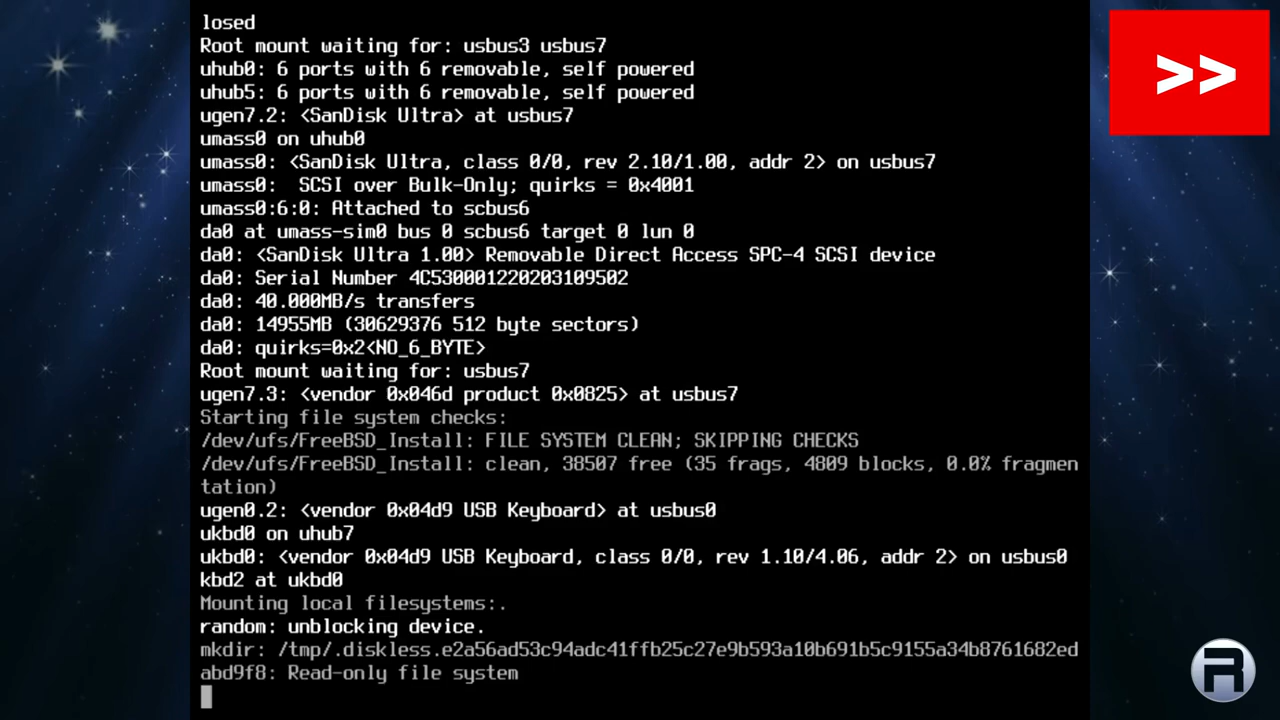 losed
Root mount waiting for: usbus3 usbus7
uhub0: 6 ports with 6 removable, self powered
uhub5: 6 ports with 6 removable, self powered
ugen7.2: <SanDisk Ultra> at usbus7
umass0 on uhub0
umass0: <SanDisk Ultra, class 0/0, rev 2.10/1.00, addr 2> on usbus7
umass0:  SCSI over Bulk-Only; quirks = 0x4001
umass0:6:0: Attached to scbus6
da0 at umass-sim0 bus 0 scbus6 target 0 lun 0
da0: <SanDisk Ultra 1.00> Removable Direct Access SPC-4 SCSI device
da0: Serial Number 4C530001220203109502
da0: 40.000MB/s transfers
da0: 14955MB (30629376 512 byte sectors)
da0: quirks=0x2<NO_6_BYTE>
Root mount waiting for: usbus7
ugen7.3: <vendor 0x046d product 0x0825> at usbus7
Starting file system checks:
/dev/ufs/FreeBSD_Install: FILE SYSTEM CLEAN; SKIPPING CHECKS
/dev/ufs/FreeBSD_Install: clean, 38507 free (35 frags, 4809 blocks, 0.0% fragmen
tation)
ugen0.2: <vendor 0x04d9 USB Keyboard> at usbus0
ukbd0 on uhub7
ukbd0: <vendor 0x04d9 USB Keyboard, class 0/0, rev 1.10/4.06, addr 2> on usbus0
kbd2 at ukbd0
Mounting local filesystems:.
random: unblocking device.
mkdir: /tmp/.diskless.e2a56ad53c94adc41ffb25c27e9b593a10b691b5c9155a34b8761682ed
abd9f8: Read-only file system
>>
R